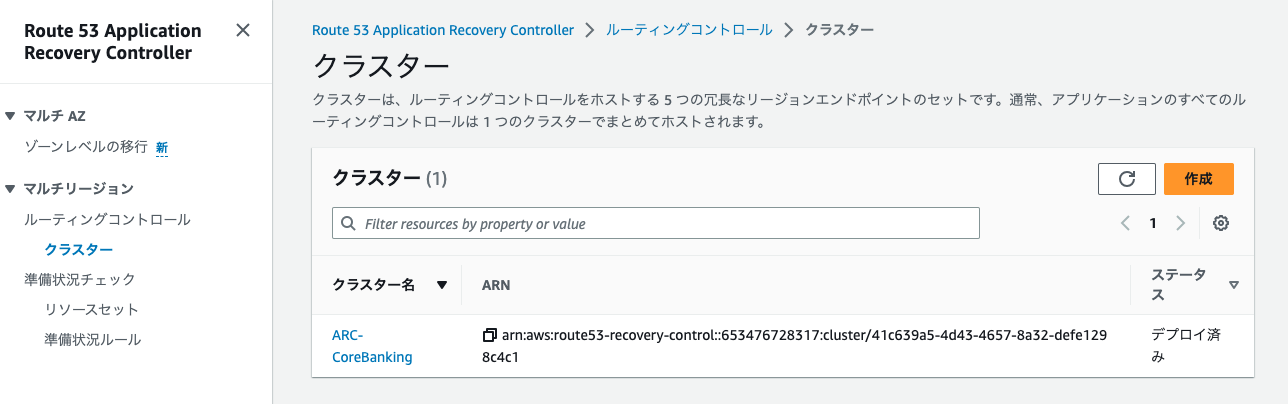 Route 53 Application
Recovery Controller
マルチ AZ
ゾーンレベルの移行 新
マルチリージョン
ルーティングコントロール
クラスター
準備状況チェック
リソースセット
準備状況ルール
Route 53 Application Recovery Controller > ルーティングコントロール > クラスター
クラスター
クラスターは、ルーティングコントロールをホストする 5 つの冗長なリージョンエンドポイントのセットです。通常、アプリケーションのすべてのル
ーティングコントロールは 1 つのクラスターでまとめてホストされます。
クラスター (1)
作成
Filter resources by property or value
1
クラスター名
ARN
ステータ
ス
ARC-
CoreBanking
arn:aws:route53-recovery-control::653476728317:cluster/41c639a5-4d43-4657-8a32-defe129
8c4c1
デプロイ済
み